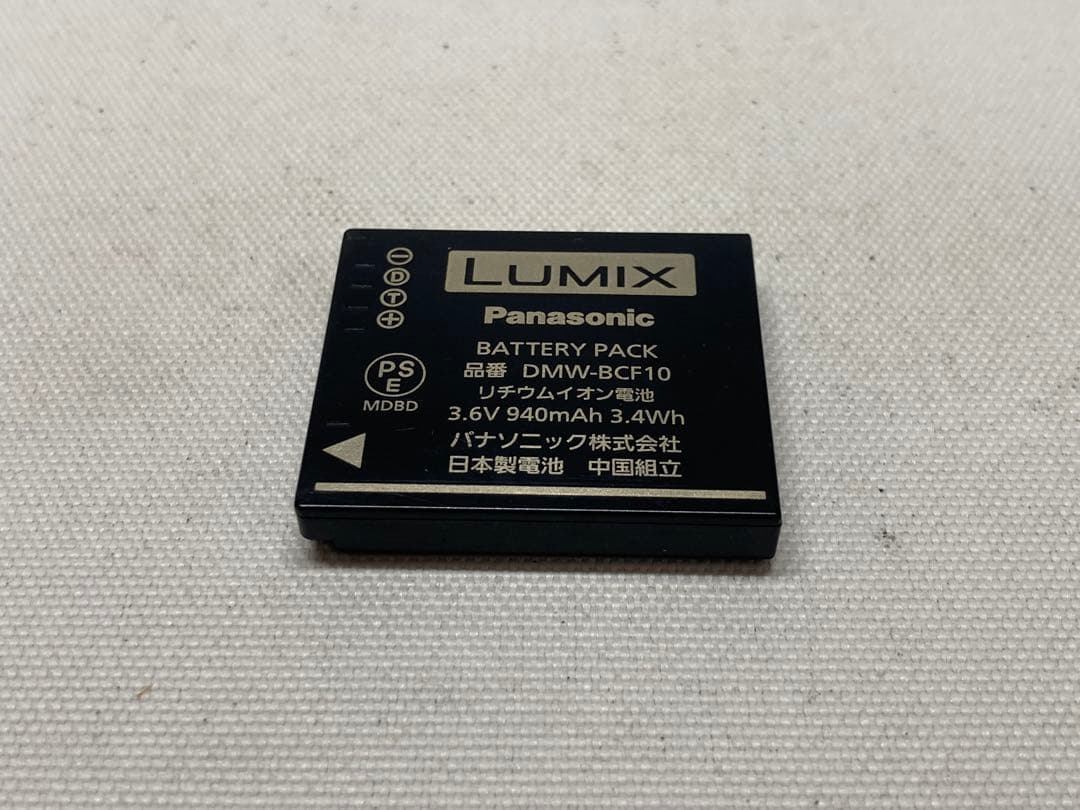 LUMIX
Panasonic
BATTERY PACK
品番 DMW-BCF10
リチウムイオン電池
3.6V 940mAh 3.4Wh
パナソニック株式会社
日本製電池 中国組立
−
D
T
+
PS
E
MDBD